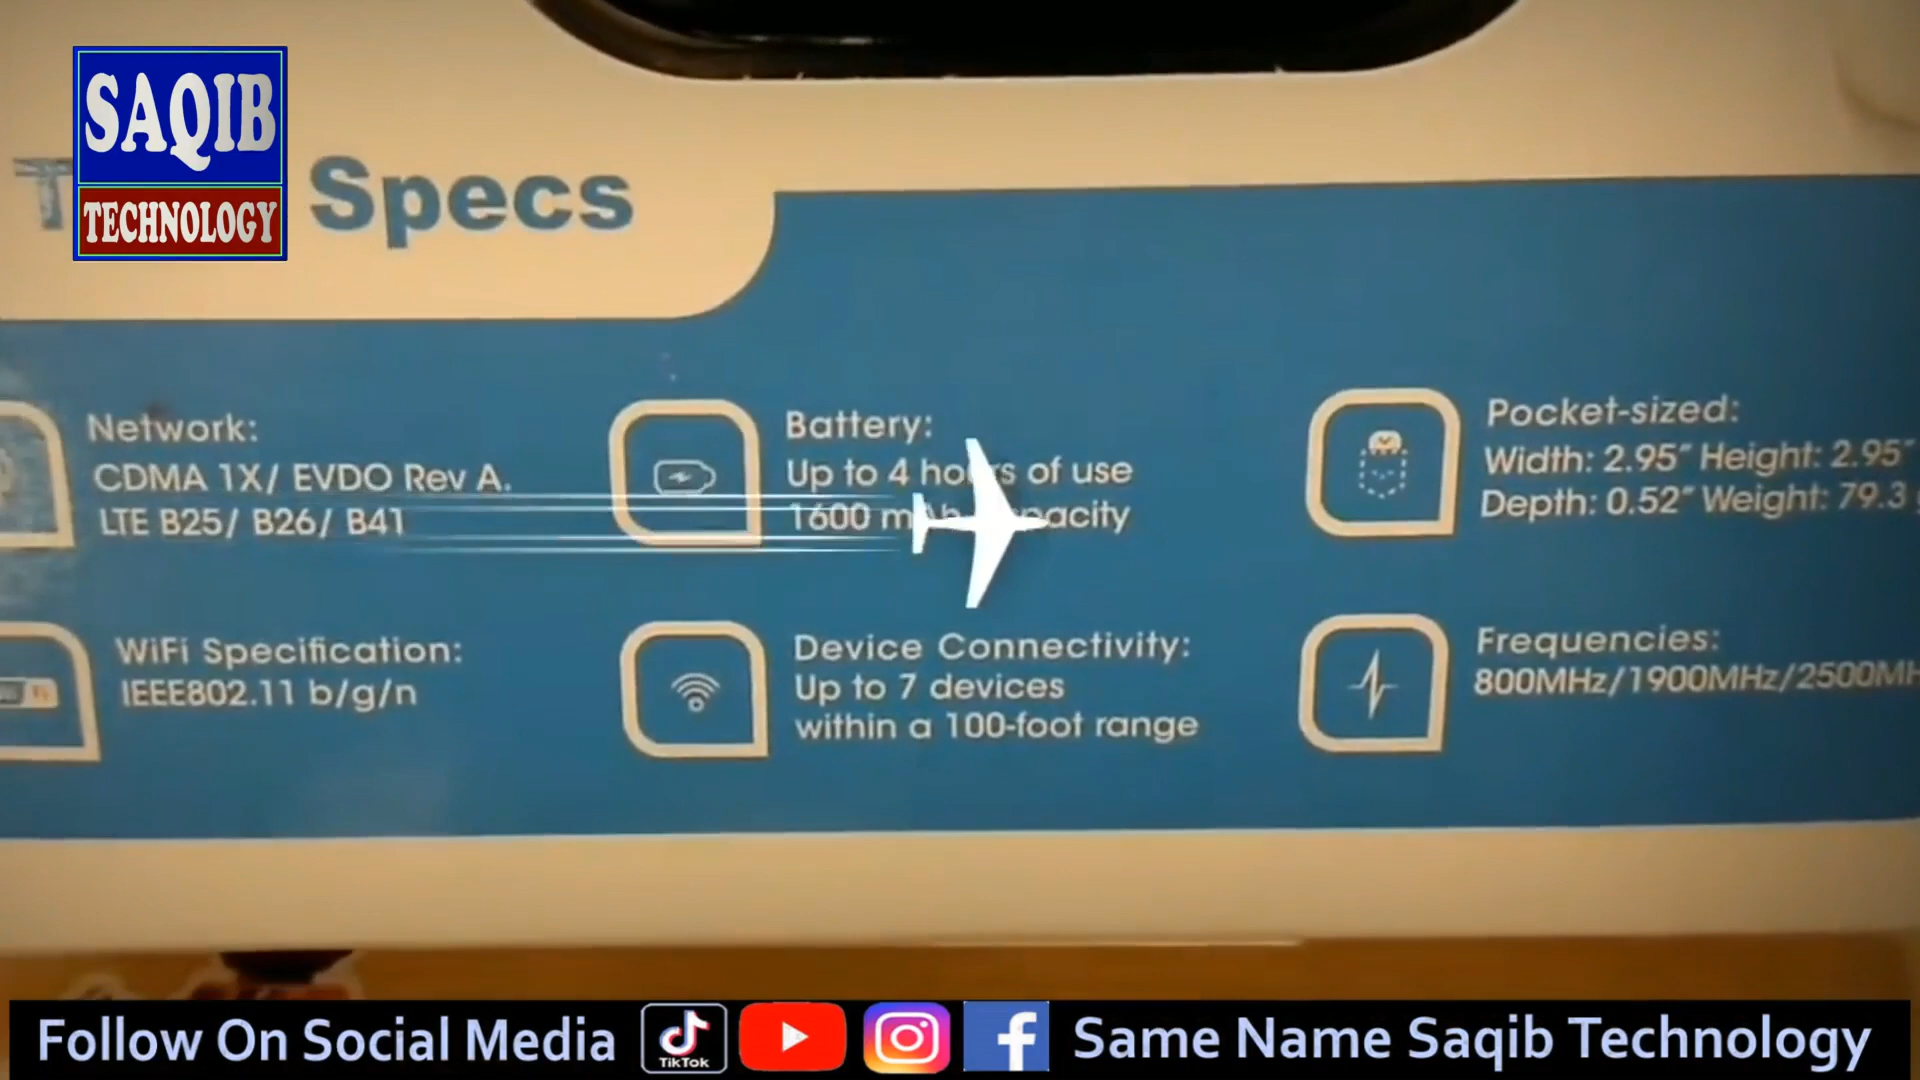 SAQIB
TECHNOLOGY
Specs
Network:
CDMA 1X/ EVDO Rev A.
LTE B25/ B26/ B41
Battery:
Up to 4 of use
1600
Pocket-sized:
Width: 2.95" Height: 2.95"
Depth: 0.52" Weight: 79.3
WiFi Specification:
IEEE802.11 b/g/n
Device Connectivity:
Up to 7 devices
within a 100-foot range
Frequencies:
800MHz/1900MHz/2500MH
Follow On Social Media
TikTok
Same Name Saqib Technology